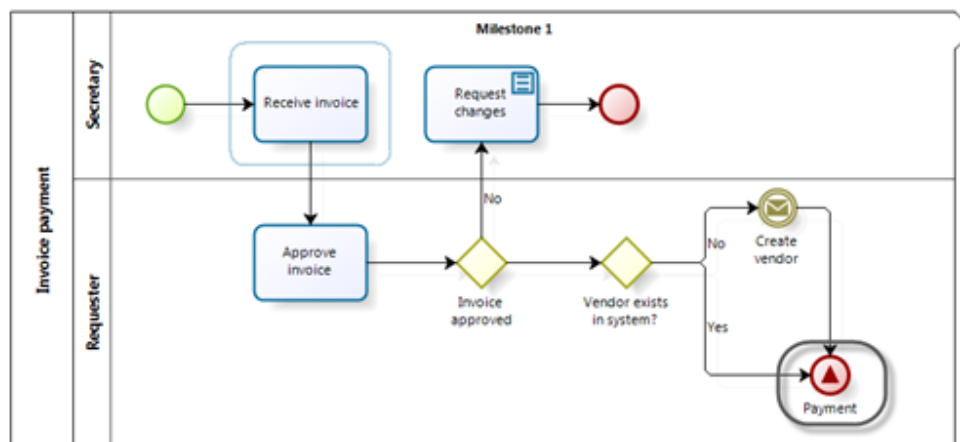 Milestone 1
Invoice payment
Secretary
Receive invoice
Request
changes
Requester
No
Approve
invoice
Invoice
approved
Vendor exists
in system?
No
Create
vendor
Yes
Payment